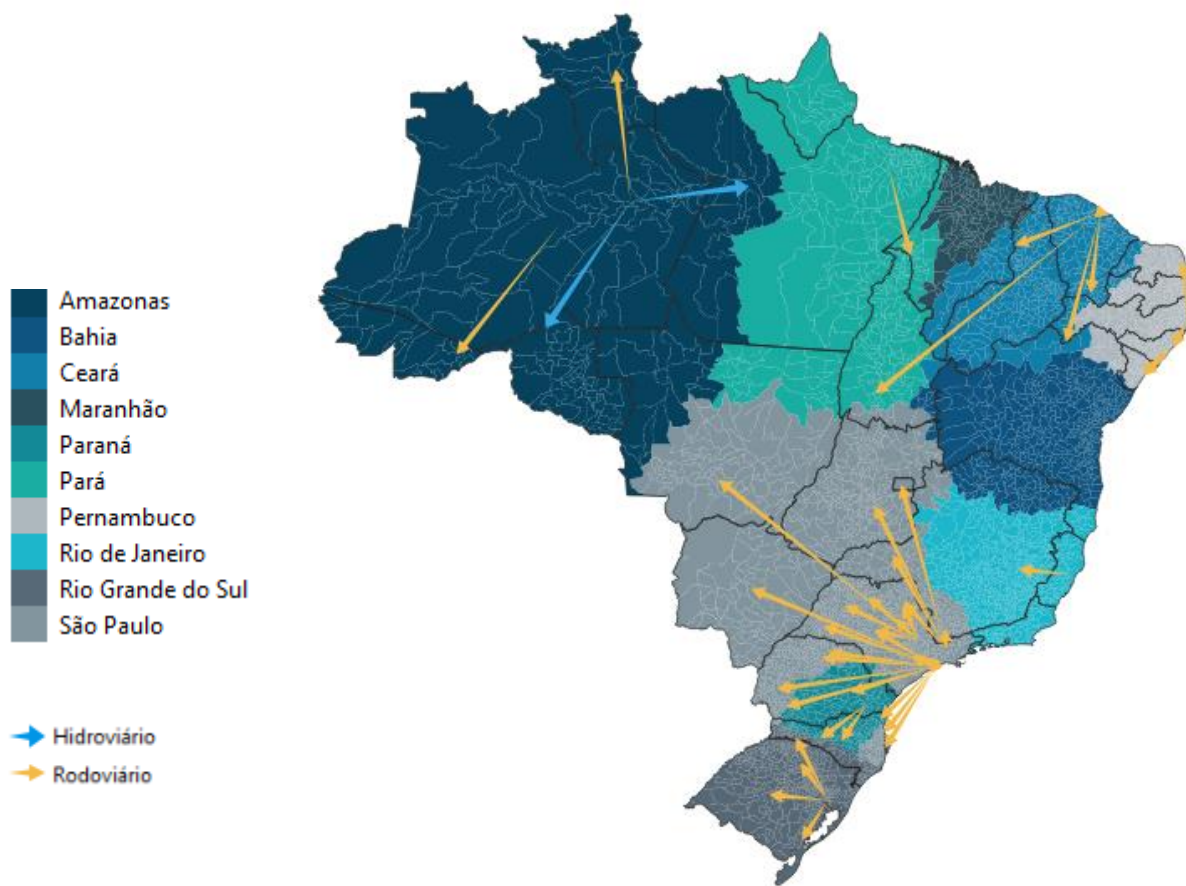 Amazonas
Bahia
Ceará
Maranhão
Paraná
Pará
Pernambuco
Rio de Janeiro
Rio Grande do Sul
São Paulo
Hidroviário
Rodoviário